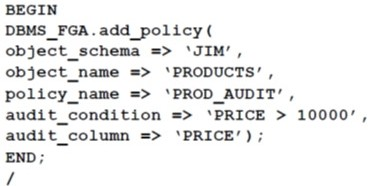 BEGIN
DBMS_FGA.add_policy(
object_schema => ‘JIM’,
object_name => ‘PRODUCTS’,
policy_name => ‘PROD_AUDIT’,
audit_condition => ‘PRICE > 10000’,
audit_column => ‘PRICE’);
END;
/